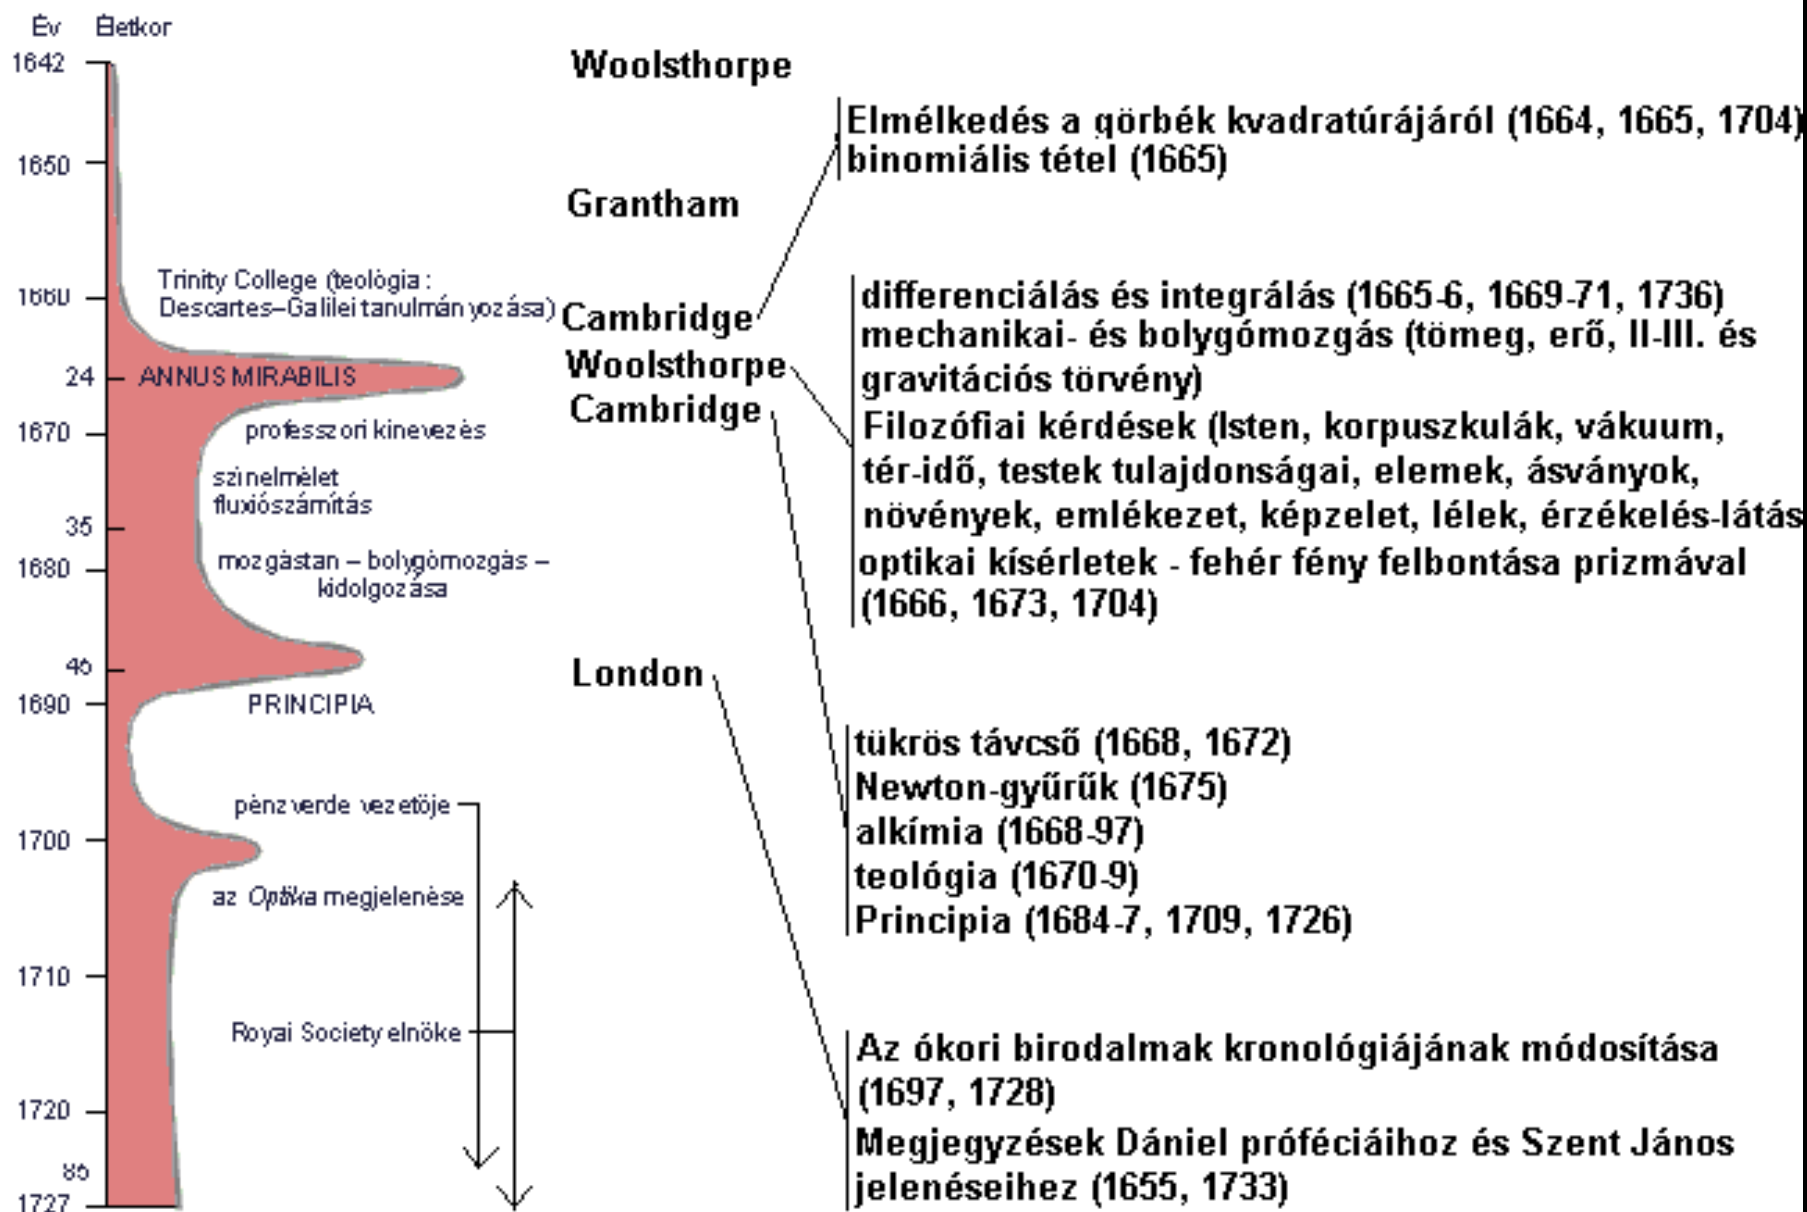 Év Életkor
1642
1650
1660
24
1670
35
1680
46
1690
1700
1710
1720
85
1727
Trinity College (teológia :
Descartes–Galilei tanulmányozása)
ANNUS MIRABILIS
professzori kinevezés
színelmélet
fluxiószámítás
mozgástan – bolygómozgás –
kidolgozása
PRINCIPIA
pénzverde vezetöje
az Optika megjelenése
Royai Society elnöke
Woolsthorpe
Grantham
Cambridge
Woolsthorpe
Cambridge
London
Elmélkedés a görbék kvadratúrájáról (1664, 1665, 1704)
binomiális tétel (1665)
differenciálás és integrálás (1665-6, 1669-71, 1736)
mechanikai- és bolygómozgás (tömeg, erő, II-III. és
gravitációs törvény)
Filozófiai kérdések (Isten, korpuszkulák, vákuum,
tér-idő, testek tulajdonságai, elemek, ásványok,
növények, emlékezet, képzelet, lélek, érzékelés-látás
optikai kísérletek - fehér fény felbontása prizmával
(1666, 1673, 1704)
tükrös távcső (1668, 1672)
Newton-gyűrűk (1675)
alkímia (1668-97)
teológia (1670-9)
Principia (1684-7, 1709, 1726)
Az ókori birodalmak kronológiájának módosítása
(1697, 1728)
Megjegyzések Dániel próféciáihoz és Szent János
jelenéseihez (1655, 1733)